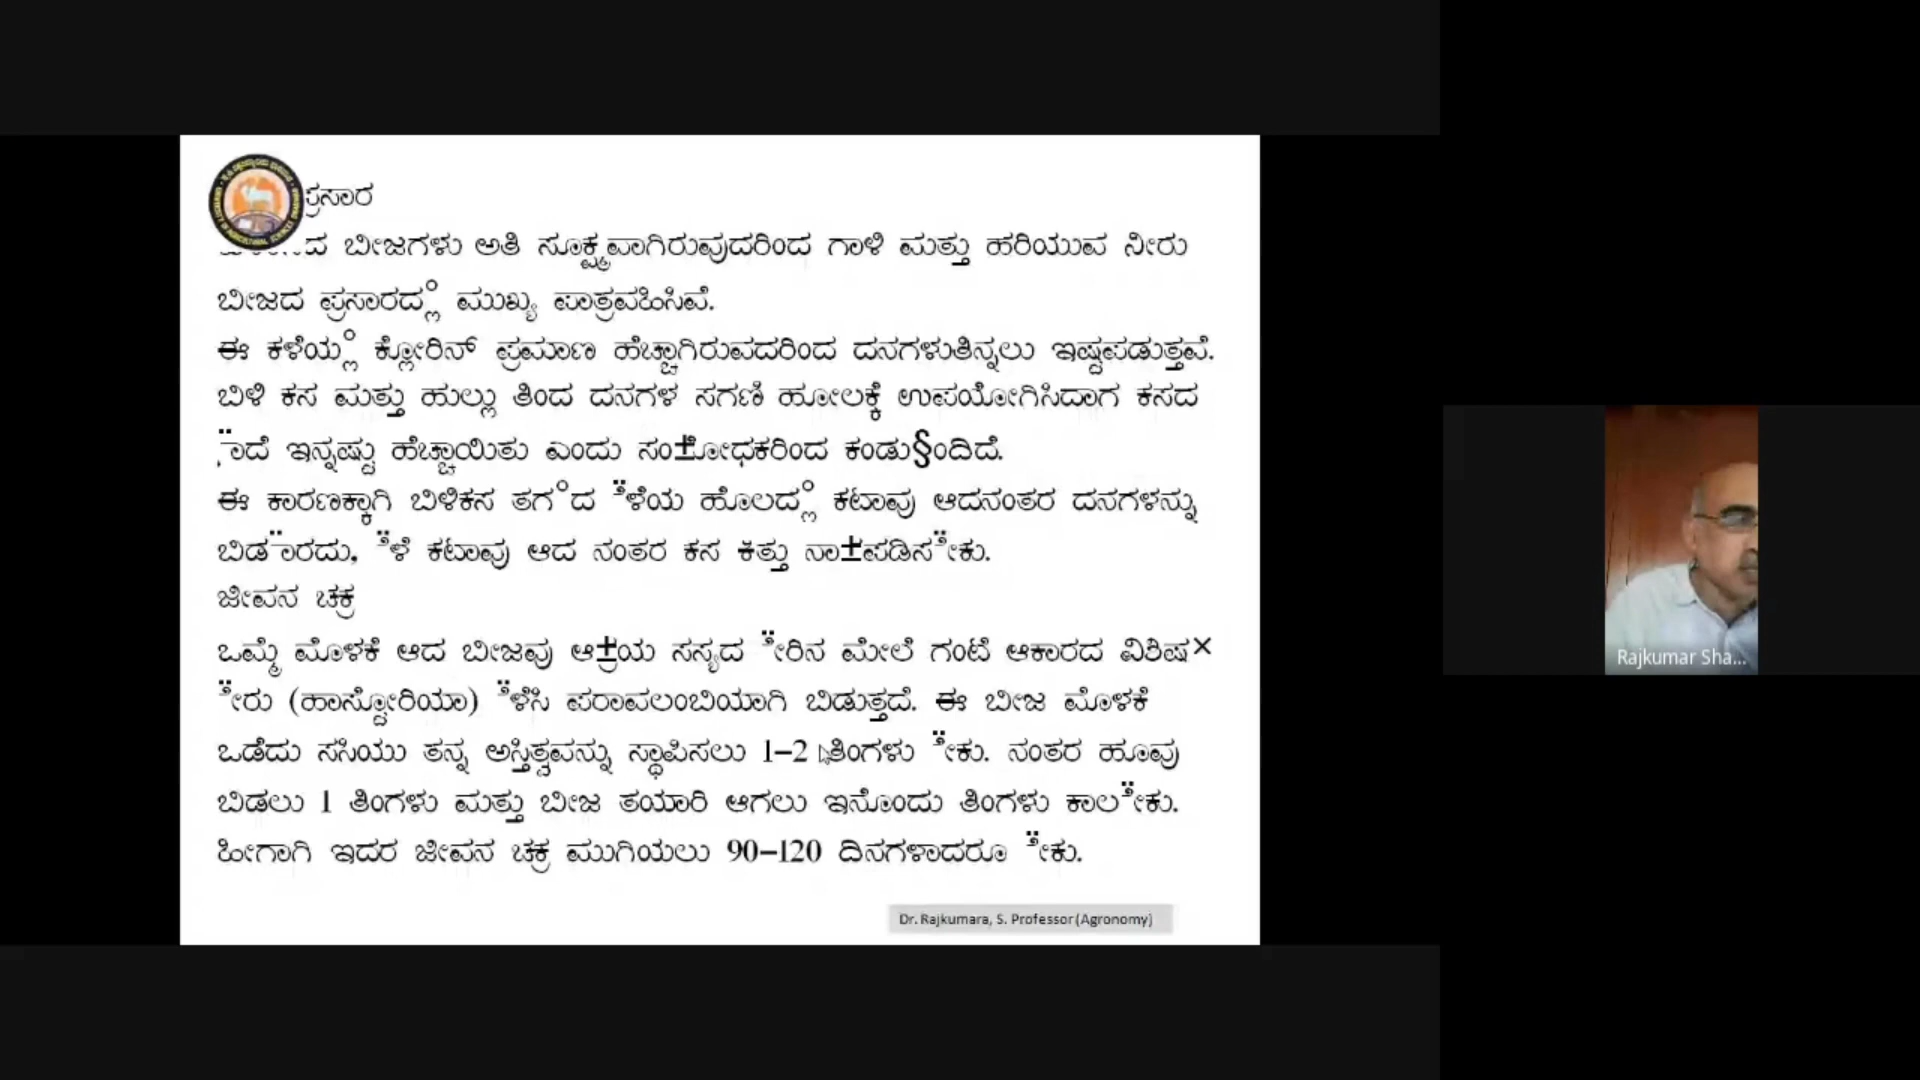 ಪ್ರಸಾರ
ಬೀಜಗಳು ಅತಿ ಸೂಕ್ಷ್ಮವಾಗಿರುವುದರಿಂದ ಗಾಳಿ ಮತ್ತು ಹರಿಯುವ ನೀರು
ಬೀಜದ ಪ್ರಸಾರದಲ್ಲಿ ಮುಖ್ಯ ಪಾತ್ರವಹಿಸಿವೆ.
ಈ ಕಳೆಯಲ್ಲಿ ಕ್ಲೋರಿನ್ ಪ್ರಮಾಣ ಹೆಚ್ಚಾಗಿರುವದರಿಂದ ದನಗಳುತಿನ್ನಲು ಇಷ್ಟಪಡುತ್ತವೆ.
ಬಿಳಿ ಕಸ ಮತ್ತು ಹುಲ್ಲು ತಿಂದ ದನಗಳ ಸಗಣಿ ಹೋಲಕ್ಕೆ ಉಪಯೋಗಿಸಿದಾಗ ಕಸದ
ಇನ್ನಷ್ಟು ಹೆಚ್ಚಾಯಿತು ಎಂದು ಸಂ±ೋಧಕರಿಂದ ಕಂಡು§ಂದಿದೆ.
ಈ ಕಾರಣಕ್ಕಾಗಿ ಬಿಳಿಕಸ ¨ೆಳೆಯ ಹೊಲದಲ್ಲಿ ಕಟಾವು ಆದನಂತರ ದನಗಳನ್ನು
ಬಿಡ¨ಾರದು, ¨ೆಳೆ ಕಟಾವು ಆದ ನಂತರ ಕಸ ಕಿತ್ತು ನಾ±ಪಡಿಸ¨ೇಕು.
ಜೀವನ ಚಕ್ರ
ಒಮ್ಮೆ ಮೊಳಕೆ ಆದ ಬೀಜವು ಆ±್ರಯ ಸಸ್ಯದ ¨ೇರಿನ ಮೇಲೆ ಗಂಟೆ ಆಕಾರದ ವಿಶಿಷ×
¨ೇರು (ಹಾಸ್ಟೋರಿಯಾ) ¨ೆಳೆಸಿ ಪರಾವಲಂಬಿಯಾಗಿ ಬಿಡುತ್ತದೆ. ಈ ಬೀಜ ಮೊಳಕೆ
ಒಡೆದು ಸಸಿಯು ತನ್ನ ಅಸ್ತಿತ್ವವನ್ನು ಸ್ಥಾಪಿಸಲು 1–2 ತಿಂಗಳು ¨ೇಕು. ನಂತರ ಹೂವು
ಬಿಡಲು 1 ತಿಂಗಳು ಮತ್ತು ಬೀಜ ತಯಾರಿ ಆಗಲು ಇನೊಂದು ತಿಂಗಳು ಕಾಲ¨ೇಕು.
ಹೀಗಾಗಿ ಇದರ ಜೀವನ ಚಕ್ರ ಮುಗಿಯಲು 90–120 ದಿನಗಳಾದರೂ ¨ೇಕು.
Dr. Rajkumara, S. Professor (Agronomy)
Rajkumar Sha...